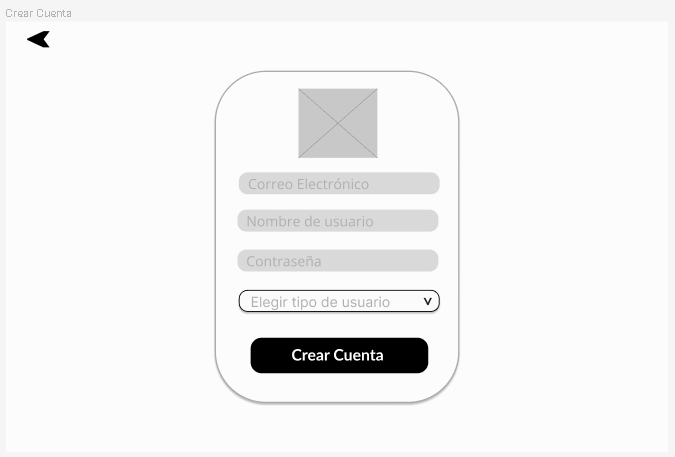 Crear Cuenta
Correo Electrónico
Nombre de usuario
Contraseña
Elegir tipo de usuario
Crear Cuenta